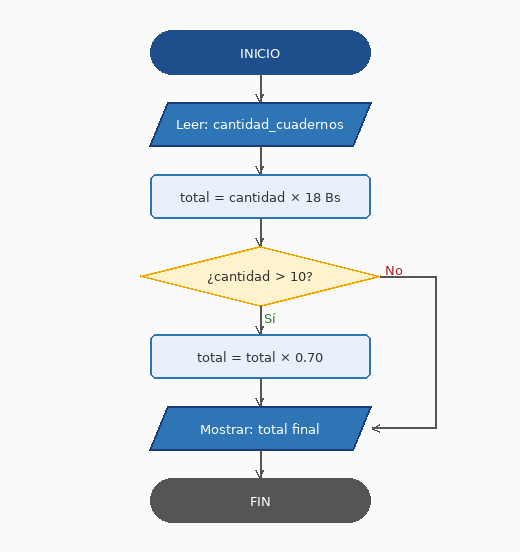 INICIO
Leer: cantidad_cuadernos
total = cantidad × 18 Bs
¿cantidad > 10?
No
Sí
total = total × 0.70
Mostrar: total final
FIN